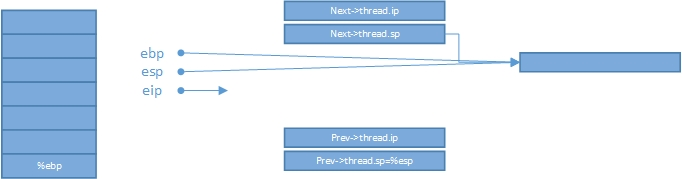 Next->thread.ip
Next->thread.sp
ebp
esp
eip
Prev->thread.ip
Prev->thread.sp=%esp
%ebp